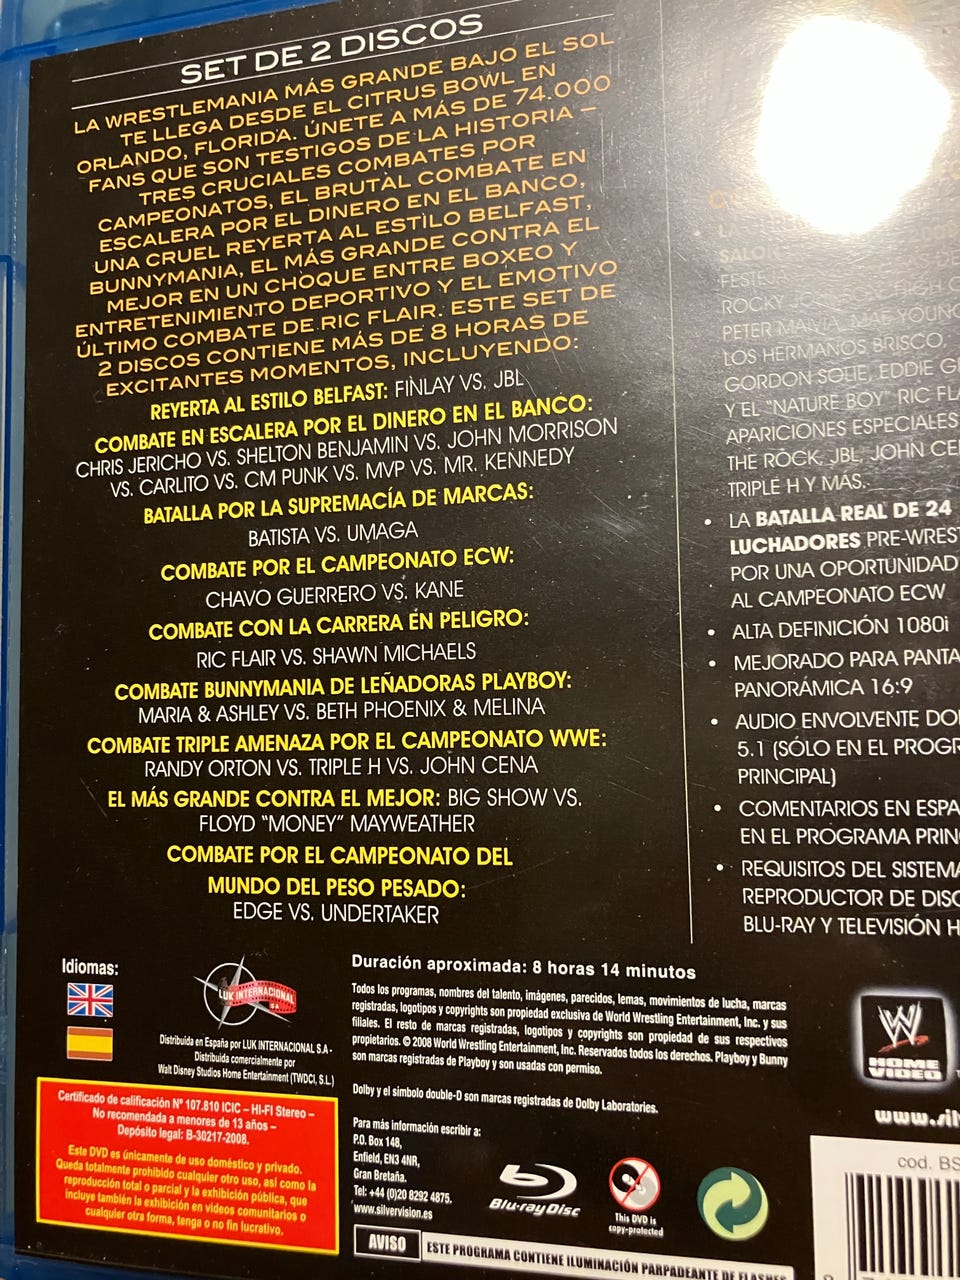 SET DE 2 DISCOS
LA WRESTLEMANIA MÁS GRANDE BAJO EL SOL
TE LLEGA DESDE EL CITRUS BOWL EN
ORLANDO, FLORIDA. ÚNETE A MÁS DE 74.000
FANS QUE SON TESTIGOS DE LA HISTORIA –
TRES CRUCIALES COMBATES POR
CAMPEONATOS, EL BRUTAL COMBATE EN
ESCALERA POR EL DINERO EN EL BANCO,
UNA CRUEL REYERTA AL ESTILO BELFAST,
BUNNYMANIA, EL MÁS GRANDE CONTRA EL
MEJOR EN UN CHOQUE ENTRE BOXEO Y
ENTRETENIMIENTO DEPORTIVO Y EL EMOTIVO
ÚLTIMO COMBATE DE RIC FLAIR. ESTE SET DE
2 DISCOS CONTIENE MÁS DE 8 HORAS DE
EXCITANTES MOMENTOS, INCLUYENDO:
REYERTA AL ESTILO BELFAST: FINLAY VS. JBL
COMBATE EN ESCALERA POR EL DINERO EN EL BANCO:
CHRIS JERICHO VS. SHELTON BENJAMIN VS. JOHN MORRISON
VS. CARLITO VS. CM PUNK VS. MVP VS. MR. KENNEDY
BATALLA POR LA SUPREMACÍA DE MARCAS:
BATISTA VS. UMAGA
COMBATE POR EL CAMPEONATO ECW:
CHAVO GUERRERO VS. KANE
COMBATE CON LA CARRERA EN PELIGRO:
RIC FLAIR VS. SHAWN MICHAELS
COMBATE BUNNYMANIA DE LEÑADORAS PLAYBOY:
MARIA & ASHLEY VS. BETH PHOENIX & MELINA
COMBATE TRIPLE AMENAZA POR EL CAMPEONATO WWE:
RANDY ORTON VS. TRIPLE H VS. JOHN CENA
EL MÁS GRANDE CONTRA EL MEJOR: BIG SHOW VS.
FLOYD “MONEY” MAYWEATHER
COMBATE POR EL CAMPEONATO DEL
MUNDO DEL PESO PESADO:
EDGE VS. UNDERTAKER
SALO
FESTEJA
ROCKY HIGH
PETER MAIVIA, MAE YOUNG
LOS HERMANOS BRISCO,
GORDON SOLIE, EDDIE G
Y EL “NATURE BOY” RIC FLA
APARICIONES ESPECIALES
THE ROCK, JBL, JOHN CE
TRIPLE H Y MÁS.
• LA BATALLA REAL DE 24
LUCHADORES PRE-WREST
POR UNA OPORTUNIDAD
AL CAMPEONATO ECW
• ALTA DEFINICIÓN 1080i
• MEJORADO PARA PANTA
PANORÁMICA 16:9
• AUDIO ENVOLVENTE DO
5.1 (SÓLO EN EL PROGR
PRINCIPAL)
• COMENTARIOS EN ESPA
EN EL PROGRAMA PRIN
• REQUISITOS DEL SISTEMA
REPRODUCTOR DE DISC
BLU-RAY Y TELEVISIÓN H
Idiomas:
LUK INTERNACIONAL S.A.
Distribuida en España por LUK INTERNACIONAL S.A -
Distribuida comercialmente por
Walt Disney Studios Home Entertainment (TWDCI, S.L.)
Duración aproximada: 8 horas 14 minutos
Todos los programas, nombres del talento, imágenes, parecidos, lemas, movimientos de lucha, marcas
registradas, logotipos y copyrights son propiedad exclusiva de World Wrestling Entertainment, Inc. y sus
filiales. El resto de marcas registradas, logotipos y copyrights son propiedad de sus respectivos
propietarios. © 2008 World Wrestling Entertainment, Inc. Reservados todos los derechos. Playboy y Bunny
son marcas registradas de Playboy y son usadas con permiso.
Dolby y el símbolo double-D son marcas registradas de Dolby Laboratories.
Para más información escribir a:
P.O. Box 148,
Enfield, EN3 4NR,
Gran Bretaña.
Tel: +44 (0)20 8292 4875.
www.silvervision.es
Certificado de calificación Nº 107.810 ICIC – HI-FI Stereo –
No recomendada a menores de 13 años –
Depósito legal: B-30217-2008.
Este DVD es únicamente de uso doméstico y privado.
Queda totalmente prohibido cualquier otro uso, así como la
reproducción total o parcial y la exhibición pública, que
incluye también la exhibición en videos comunitarios o
cualquier otra forma, tenga o no fin lucrativo.
Blu-ray Disc
This DVD is
copy-protected
W
HOME
VIDEO
www.silv
cod. BS
AVISO
ESTE PROGRAMA CONTIENE ILUMINACIÓN PARPADEANTE DE FLASHES